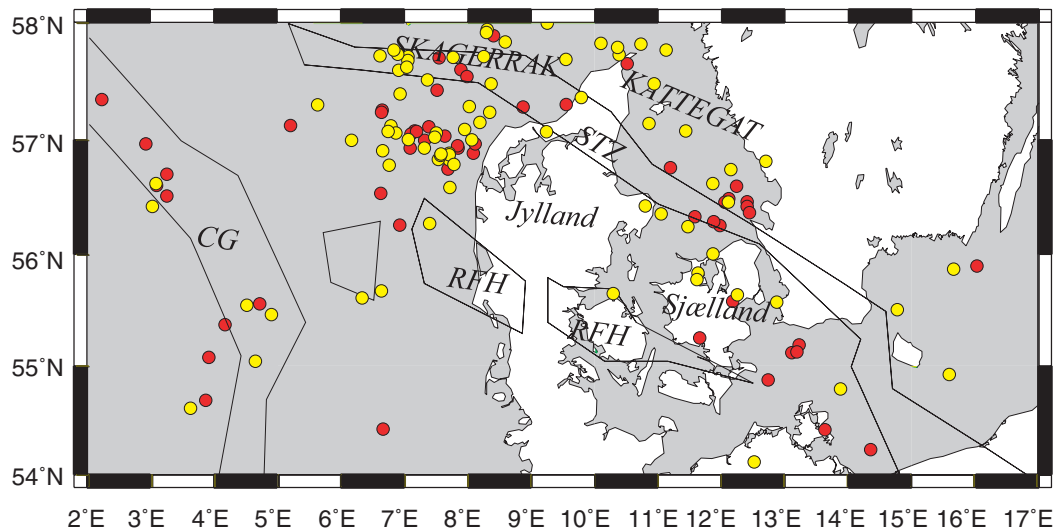 58˚N
SKAGERRAK
KATTEGAT
57˚N
STZ
Jylland
CG
56˚N
RFH
Sjælland
RFH
55˚N
54˚N
2˚E 3˚E 4˚E 5˚E 6˚E 7˚E 8˚E 9˚E 10˚E 11˚E 12˚E 13˚E 14˚E 15˚E 16˚E 17˚E